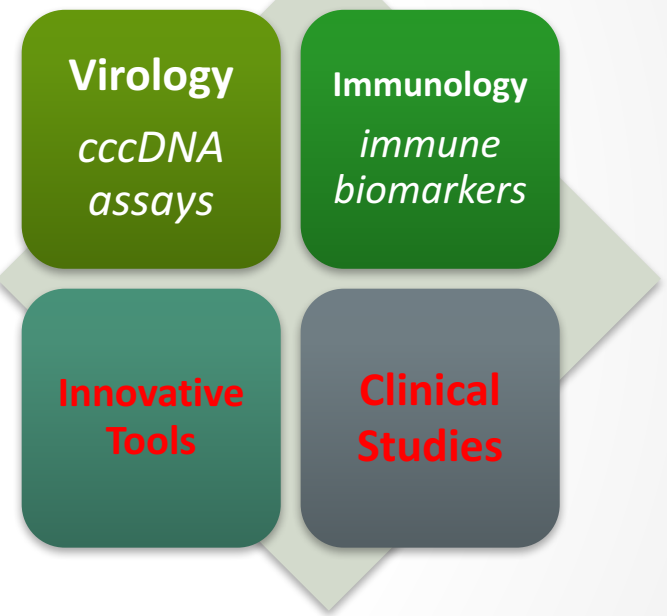 Virology
cccDNA
assays
Immunology
immune
biomarkers
Innovative
Tools
Clinical
Studies